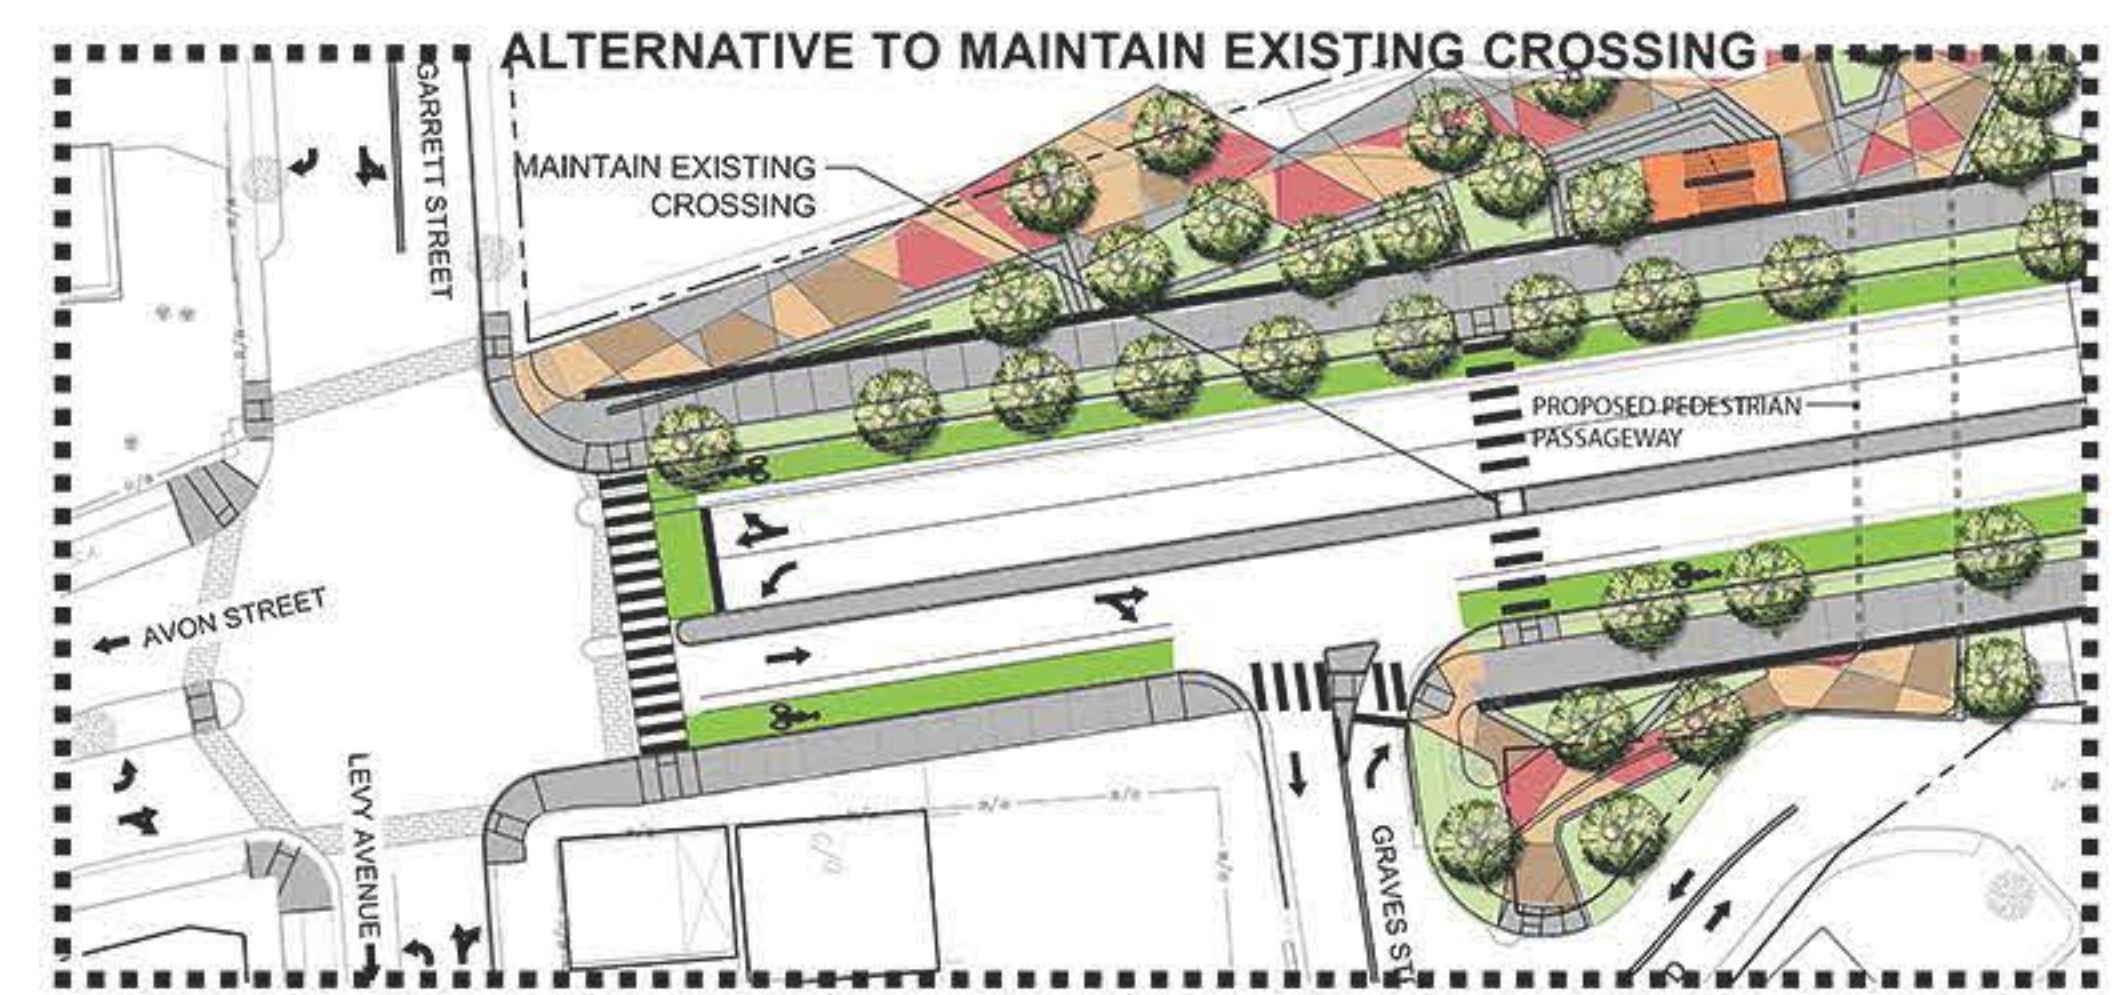 ALTERNATIVE TO MAINTAIN EXISTING CROSSING
GARRETT STREET
MAINTAIN EXISTING
CROSSING
PROPOSED PEDESTRIAN
PASSAGEWAY
AVON STREET
LEVY AVENUE
GRAVES ST